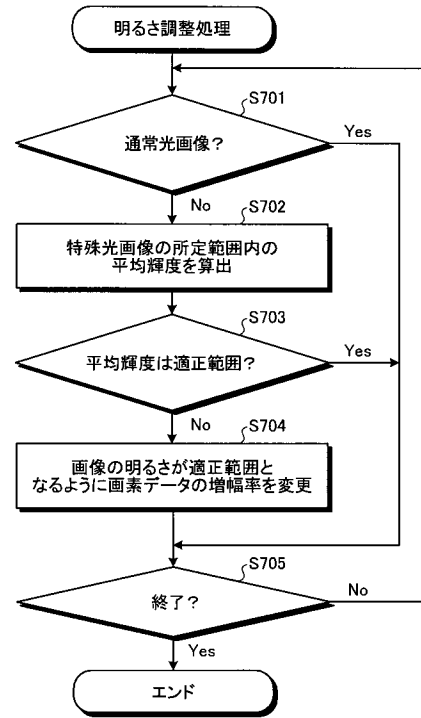 明るさ調整処理
S701
通常光画像?
Yes
No
S702
特殊光画像の所定範囲内の
平均輝度を算出
S703
平均輝度は適正範囲?
Yes
No
S704
画像の明るさが適正範囲と
なるように画素データの増幅率を変更
S705
終了?
No
Yes
エンド